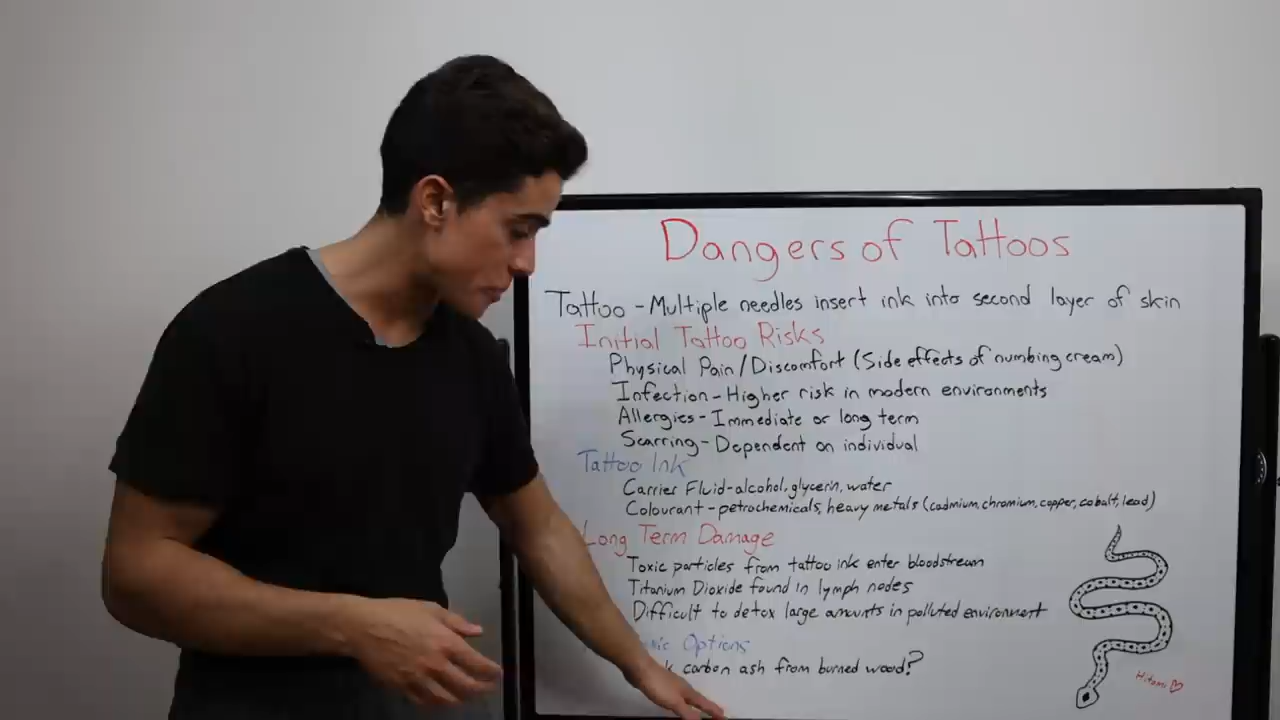 Dangers of Tattoos
Tattoo - Multiple needles insert ink into second layer of skin
Initial Tattoo Risks
Physical Pain/Discomfort (Side effects of numbing cream)
Infection - Higher risk in modern environments
Allergies - Immediate or long term
Scarring - Dependent on individual
Tattoo Ink
Carrier Fluid - alcohol, glycerin, water
Colourant - petrochemicals, heavy metals (cadmium, chromium, copper, cobalt, lead)
Long Term Damage
Toxic particles from tattoo ink enter bloodstream
Titanium Dioxide found in lymph nodes
Difficult to detox large amounts in polluted environment
Options
carbon ash from burned wood?
Hitomi ♡